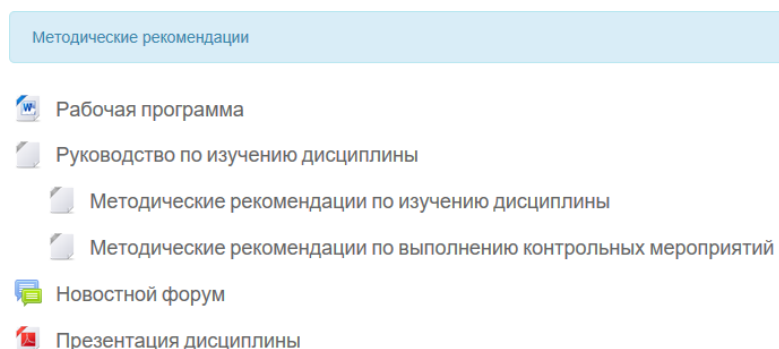 Методические рекомендации
Рабочая программа
Руководство по изучению дисциплины
Методические рекомендации по изучению дисциплины
Методические рекомендации по выполнению контрольных мероприятий
Новостной форум
Презентация дисциплины